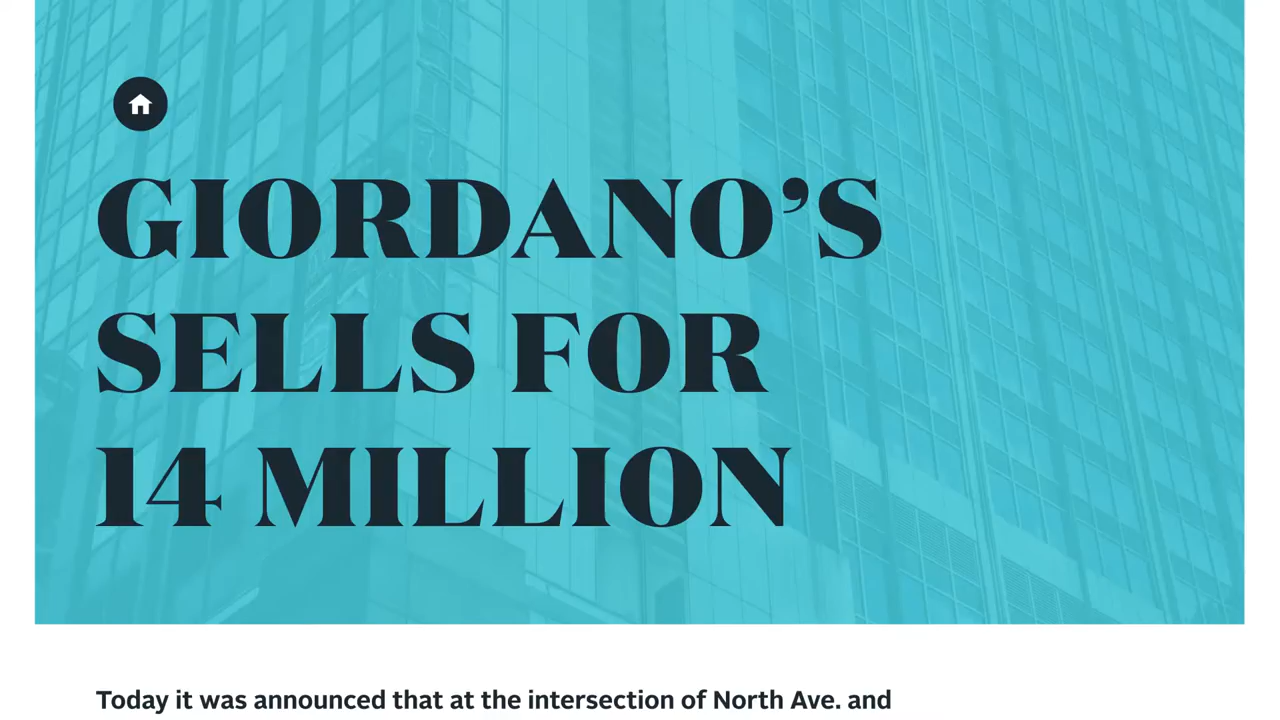 GIORDANO’S
SELLS FOR
14 MILLION
Today it was announced that at the intersection of North Ave. and